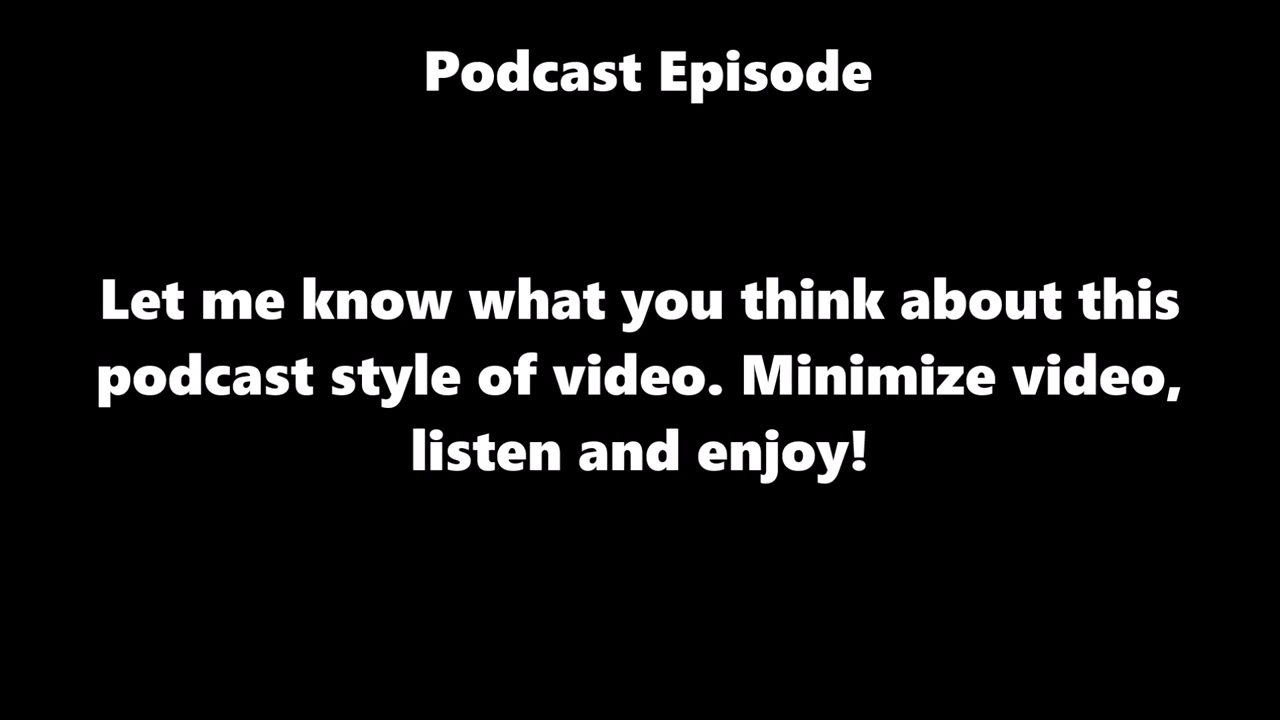 Podcast Episode
Let me know what you think about this
podcast style of video. Minimize video,
listen and enjoy!